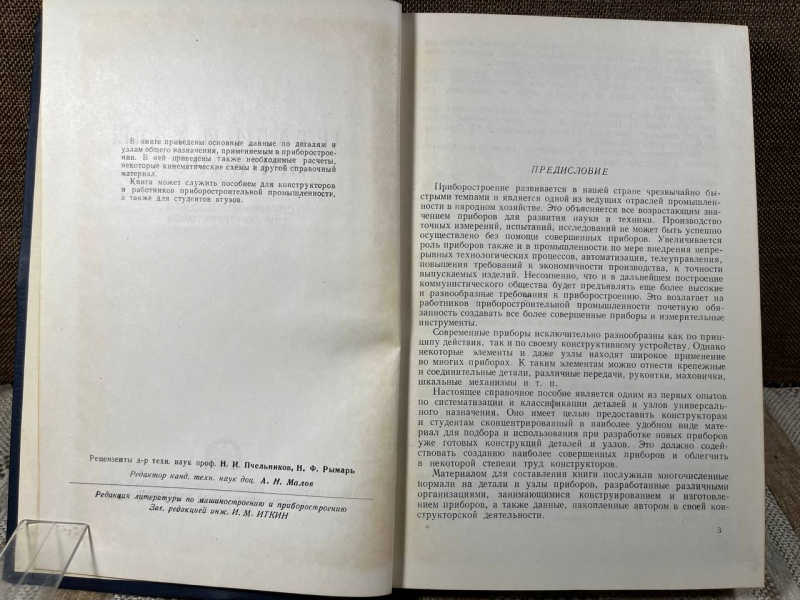 В книге приведены основные данные по деталям и
узлам общего назначения, применяемым в приборострое-
нии. В ней приведены также необходимые расчеты,
некоторые кинематические схемы и другой справочный
материал.
Книга может служить пособием для конструкторов
и работников приборостроительной промышленности,
а также для студентов втузов.
Рецензенты д-р техн. наук проф. Н. И. Пчельников, Н. Ф. Рымарь
Редактор канд. техн. наук доц. А. Н. Малов
Редакция литературы по машиностроению и приборостроению
Зав. редакцией инж. И. М. ИТКИН
ПРЕДИСЛОВИЕ
Приборостроение развивается в нашей стране чрезвычайно бы-
стрыми темпами и является одной из ведущих отраслей промышлен-
ности в народном хозяйстве. Это объясняется все возрастающим зна-
чением приборов для развития науки и техники. Производство
точных измерений, испытаний, исследований не может быть успешно
осуществлено без помощи совершенных приборов. Увеличивается
роль приборов также и в промышленности по мере внедрения непре-
рывных технологических процессов, автоматизации, телеуправления,
повышения требований к экономичности производства, к точности
выпускаемых изделий. Несомненно, что и в дальнейшем построение
коммунистического общества будет предъявлять еще более высокие
и разнообразные требования к приборостроению. Это возлагает на
работников приборостроительной промышленности почетную обя-
занность создавать все более совершенные приборы и измерительные
инструменты.
Современные приборы исключительно разнообразны как по прин-
ципу действия, так и по своему конструктивному устройству. Однако
некоторые элементы и даже узлы находят широкое применение
во многих приборах. К таким элементам можно отнести крепежные
и соединительные детали, различные передачи, рукоятки, маховички,
шкальные механизмы и т. п.
Настоящее справочное пособие является одним из первых опытов
по систематизации и классификации деталей и узлов универсаль-
ного назначения. Оно имеет целью предоставить конструкторам
и студентам сконцентрированный в наиболее удобном виде мате-
риал для подбора и использования при разработке новых приборов
уже готовых конструкций деталей и узлов. Это должно содей-
ствовать созданию наиболее совершенных приборов и облегчить
в некоторой степени труд конструкторов.
Материалом для составления книги послужили многочисленные
нормали на детали и узлы приборов, разработанные различными
организациями, занимающимися конструированием и изготовле-
нием приборов, а также данные, накопленные автором в своей кон-
структорской деятельности.
3